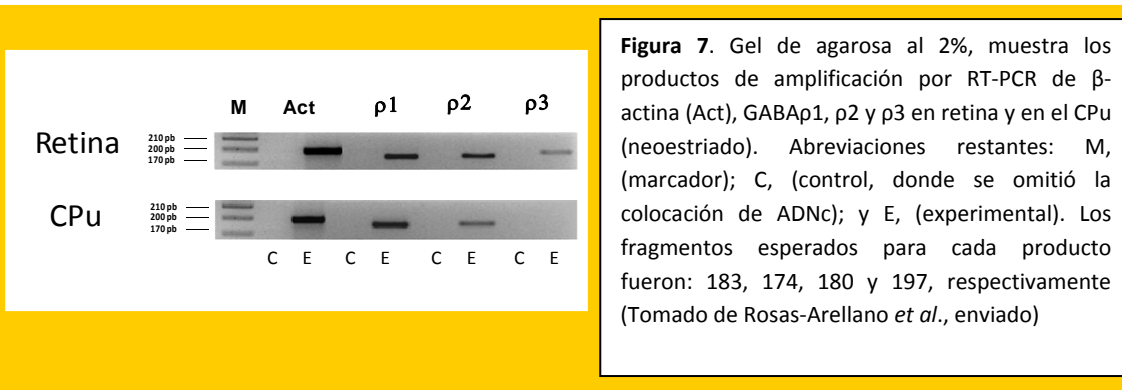 M Act ρ1 ρ2 ρ3
Retina
210 pb
200 pb
170 pb
CPu
210 pb
200 pb
170 pb
C E C E C E C E
Figura 7. Gel de agarosa al 2%, muestra los
productos de amplificación por RT-PCR de β-
actina (Act), GABAρ1, ρ2 y ρ3 en retina y en el CPu
(neoestriado). Abreviaciones restantes: M,
(marcador); C, (control, donde se omitió la
colocación de ADNc); y E, (experimental). Los
fragmentos esperados para cada producto
fueron: 183, 174, 180 y 197, respectivamente
(Tomado de Rosas-Arellano et al., enviado)